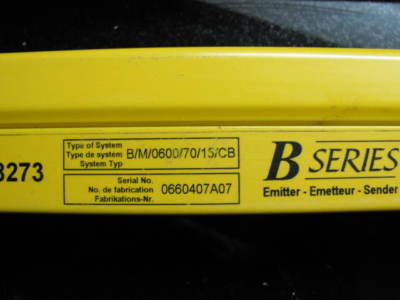 3273
Type of System
Type de systém
System Typ
B/M/0600/70/15/CB
Serial No.
No. de fabrication
Fabrikations-Nr.
0660407A07
B SERIES
Emitter - Emetteur - Sender